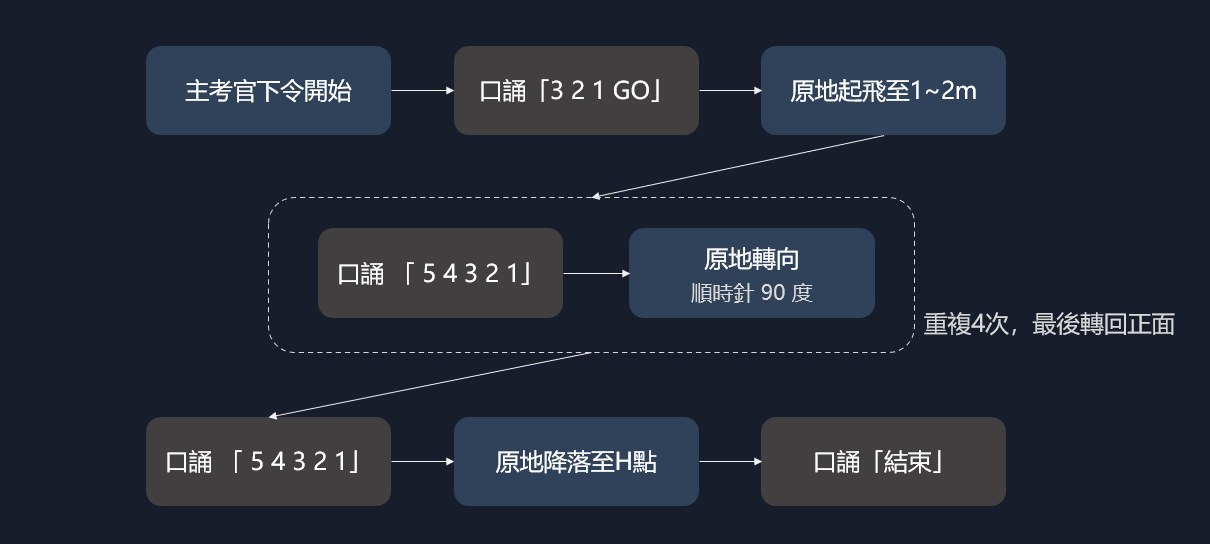 主考官下令開始
口誦「3 2 1 GO」
原地起飛至1~2m
口誦 「 5 4 3 2 1」
原地轉向
順時針 90 度
重複4次，最後轉回正面
口誦 「 5 4 3 2 1」
原地降落至H點
口誦「結束」